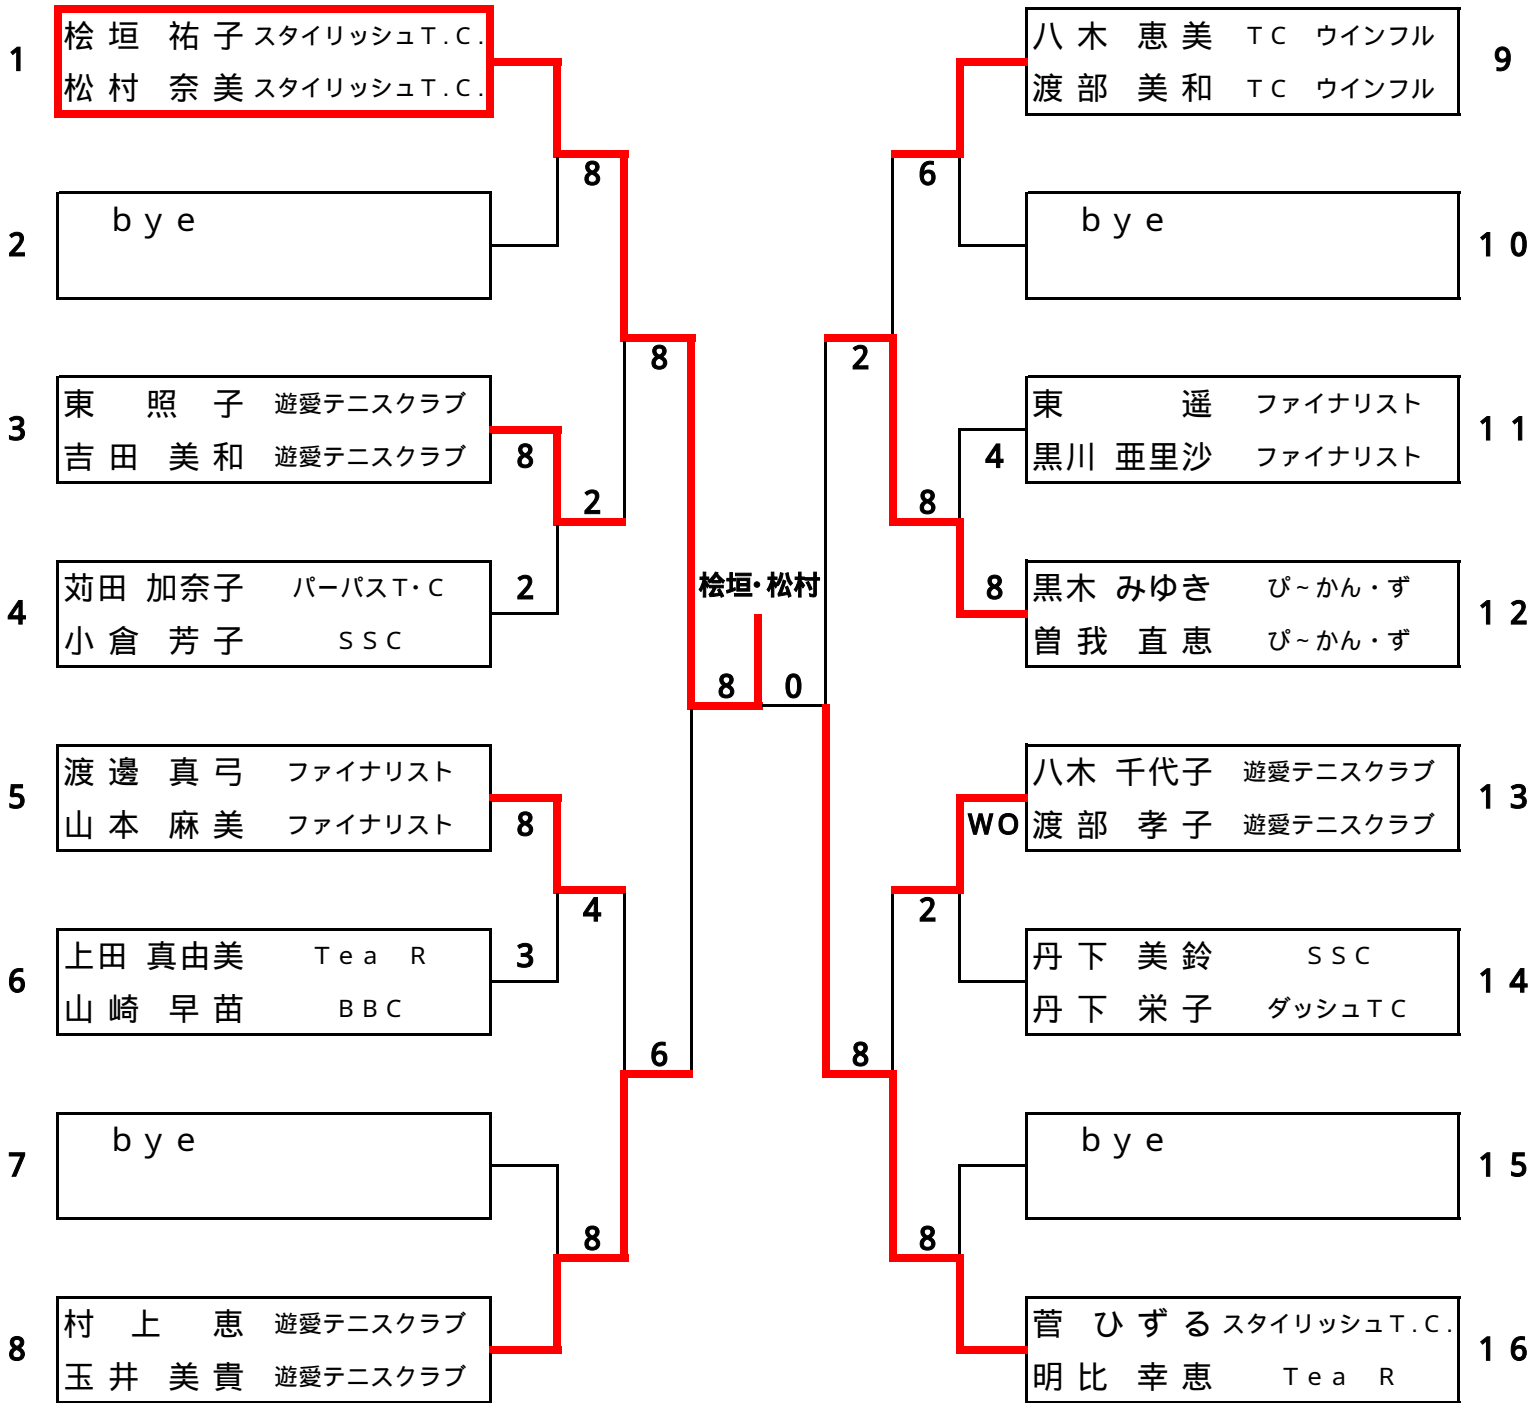 1
桧垣 祐子 スタイリッシュT.C.
松村 奈美 スタイリッシュT.C.
2
bye
3
東 照子 遊愛テニスクラブ
吉田 美和 遊愛テニスクラブ
4
苅田 加奈子 パーパスT・C
小倉 芳子 SSC
5
渡邊 真弓 ファイナリスト
山本 麻美 ファイナリスト
6
上田 真由美 Tea R
山崎 早苗 BBC
7
bye
8
村上 恵 遊愛テニスクラブ
玉井 美貴 遊愛テニスクラブ
8
2
8
3
8
2
4
8
8
6
桧垣・松村
8 0
2
8
6
8
2
8
4
8
WO
八木 恵美 TC ウインフル
渡部 美和 TC ウインフル
9
bye
10
東 遥 ファイナリスト
黒川 亜里沙 ファイナリスト
11
黒木 みゆき ぴ~かん・ず
曽我 直恵 ぴ~かん・ず
12
八木 千代子 遊愛テニスクラブ
渡部 孝子 遊愛テニスクラブ
13
丹下 美鈴 SSC
丹下 栄子 ダッシュTC
14
bye
15
菅 ひずる スタイリッシュT.C.
明比 幸恵 Tea R
16